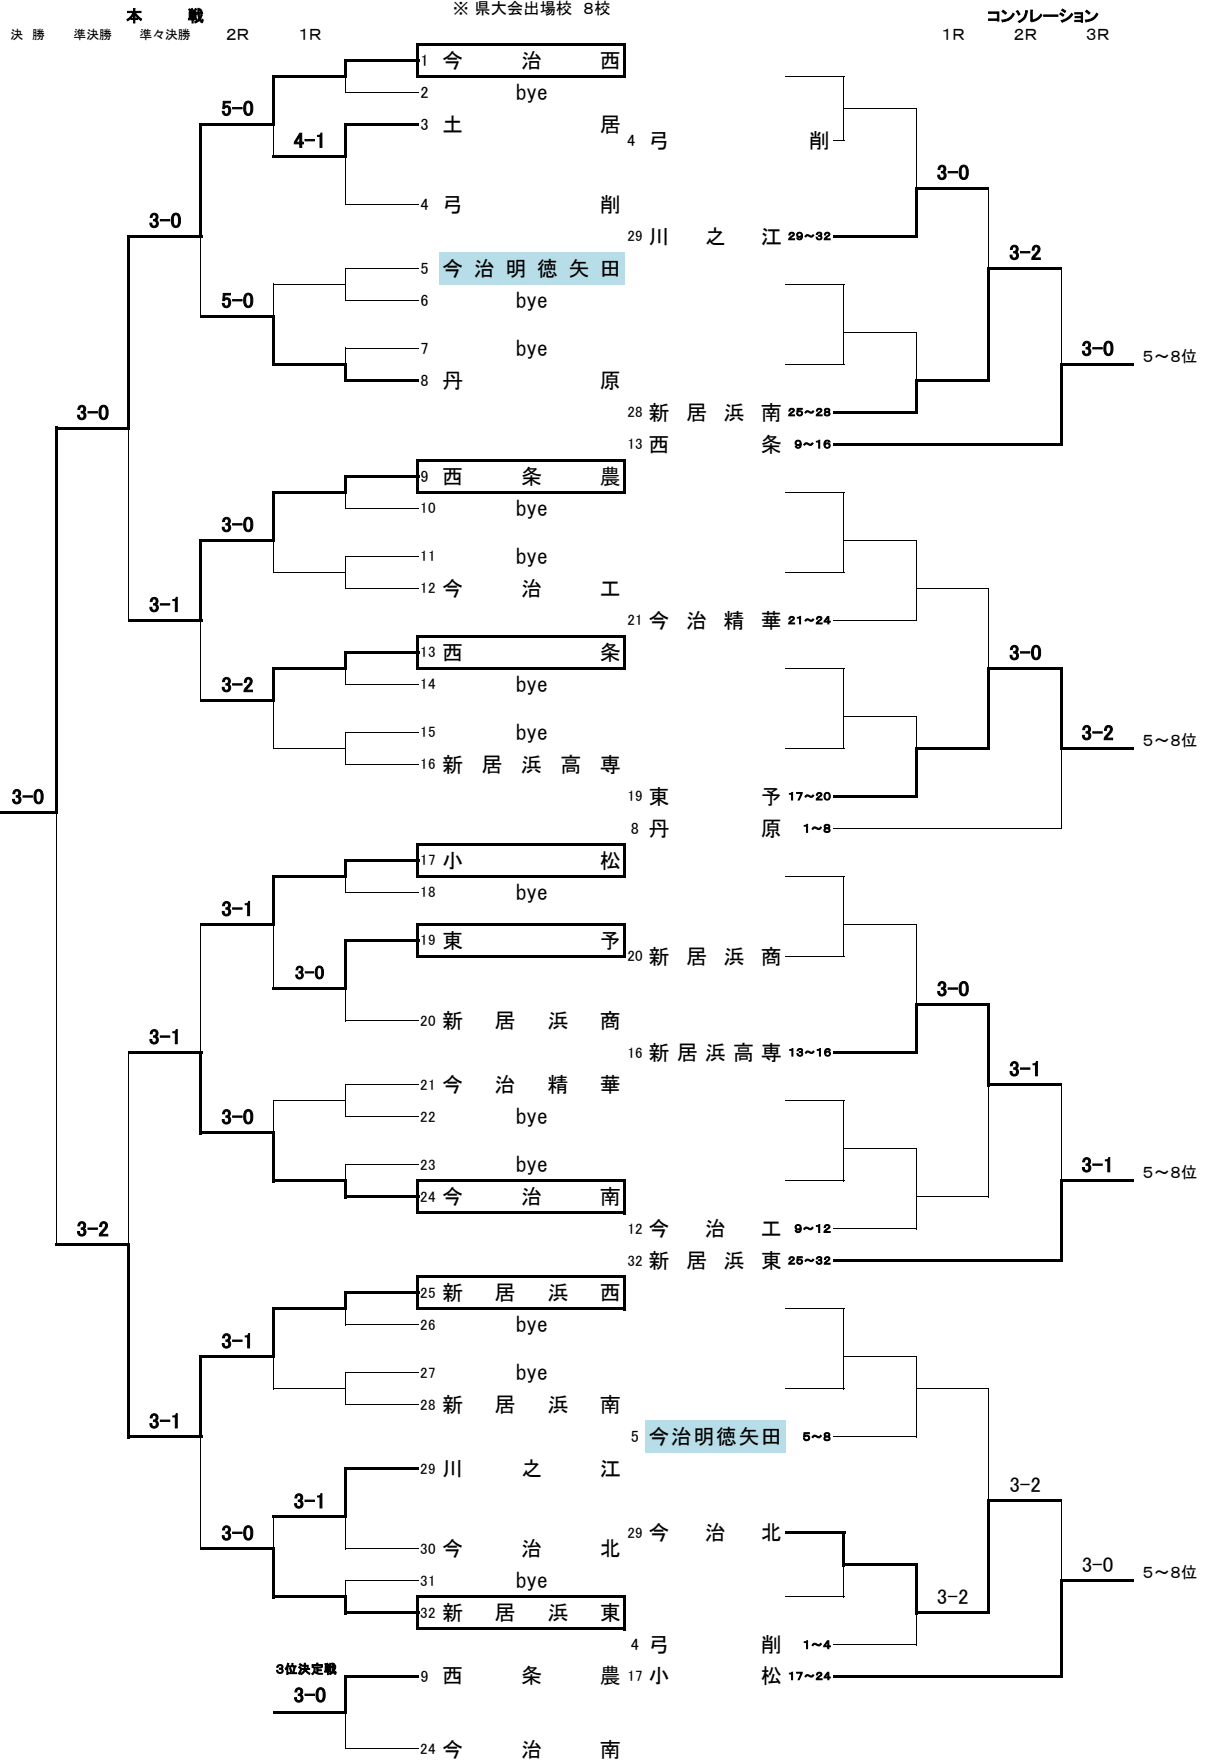 本 戦
※ 県大会出場校 8校
コンソレーション
決 勝 準決勝 準々決勝 2R 1R
1R 2R 3R
1 今治西
2 bye
5-0
3 土居
4-1
4 弓削
3-0
4 弓削
3-0
29 川之江 29~32
3-2
5 今治明徳矢田
5-0
6 bye
7 bye
3-0
5~8位
8 丹原
3-0
28 新居浜南 25~28
13 西条 9~16
9 西条農
10 bye
3-0
11 bye
12 今治工
3-1
21 今治精華 21~24
13 西条
3-0
3-2
14 bye
15 bye
3-2
5~8位
16 新居浜高専
3-0
19 東予 17~20
8 丹原 1~8
17 小松
18 bye
3-1
19 東予
20 新居浜商
3-0
3-0
20 新居浜商
3-1
16 新居浜高専 13~16
3-1
21 今治精華
3-0
22 bye
23 bye
3-1
5~8位
24 今治南
3-2
12 今治工 9~12
32 新居浜東 25~32
25 新居浜西
26 bye
3-1
27 bye
28 新居浜南
3-1
5 今治明徳矢田 5~8
29 川之江
3-2
3-1
3-0
29 今治北
30 今治北
31 bye
3-0
5~8位
3-2
32 新居浜東
4 弓削 1~4
3位決定戦
9 西条農
17 小松 17~24
3-0
24 今治南